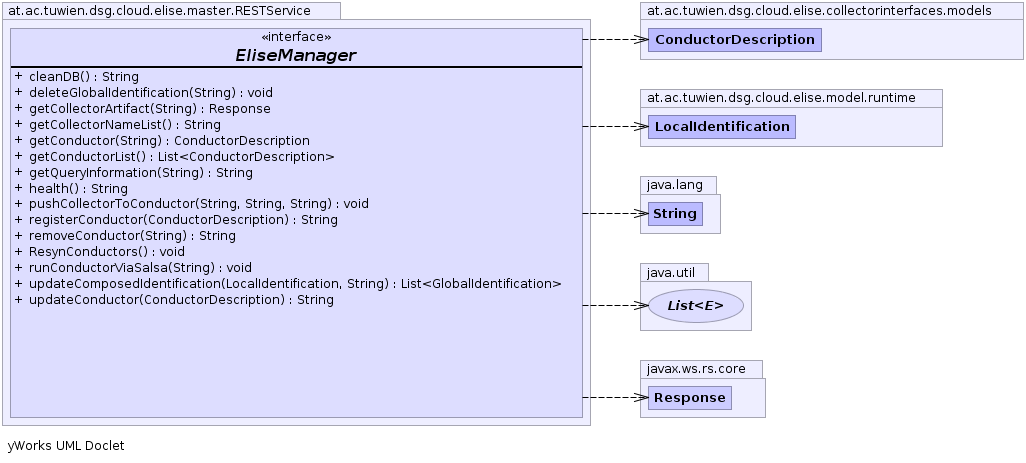 at.ac.tuwien.dsg.cloud.elise.master.RESTService
«interface»
EliseManager
+ cleanDB() : String
+ deleteGlobalIdentification(String) : void
+ getCollectorArtifact(String) : Response
+ getCollectorNameList() : String
+ getConductor(String) : ConductorDescription
+ getConductorList() : List<ConductorDescription>
+ getQueryInformation(String) : String
+ health() : String
+ pushCollectorToConductor(String, String, String) : void
+ registerConductor(ConductorDescription) : String
+ removeConductor(String) : String
+ ResynConductors() : void
+ runConductorViaSalsa(String) : void
+ updateComposedIdentification(LocalIdentification, String) : List<GlobalIdentification>
+ updateConductor(ConductorDescription) : String
at.ac.tuwien.dsg.cloud.elise.collectorinterfaces.models
ConductorDescription
at.ac.tuwien.dsg.cloud.elise.model.runtime
LocalIdentification
java.lang
String
java.util
List<E>
javax.ws.rs.core
Response
yWorks UML Doclet